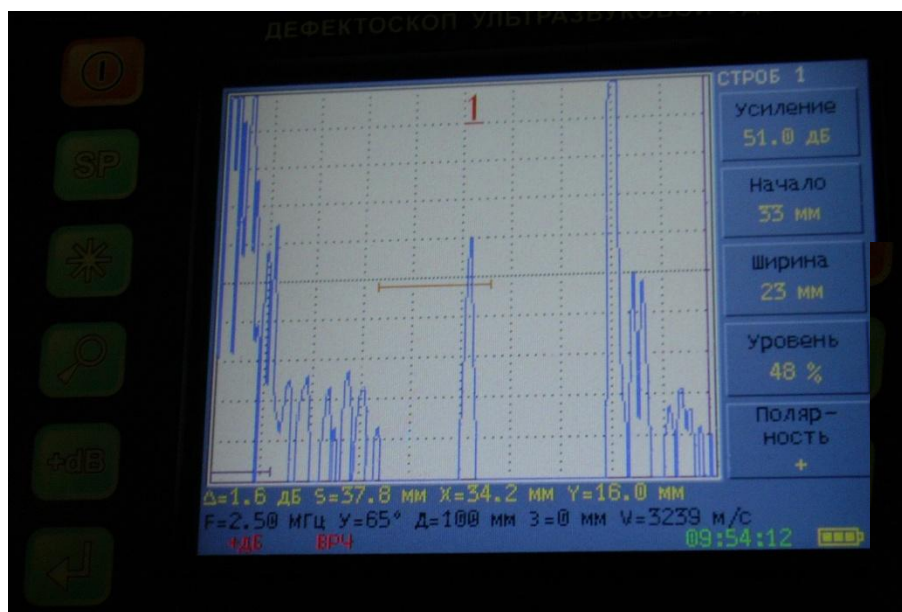 ДЕФЕКТОСКОП УЛЬТРАЗВУКОВОЙ
SP
+dB
1
СТРОБ 1
Усиление
51.0 дБ
Начало
33 мм
Ширина
23 мм
Уровень
48 %
Поляр-
ность
+
Δ=1.6 дБ S=37.8 мм X=34.2 мм Y=16.0 мм
F=2.50 МГц У=65° Д=100 мм З=0 мм V=3239 м/с
+дБ ВРЧ 09:54:12